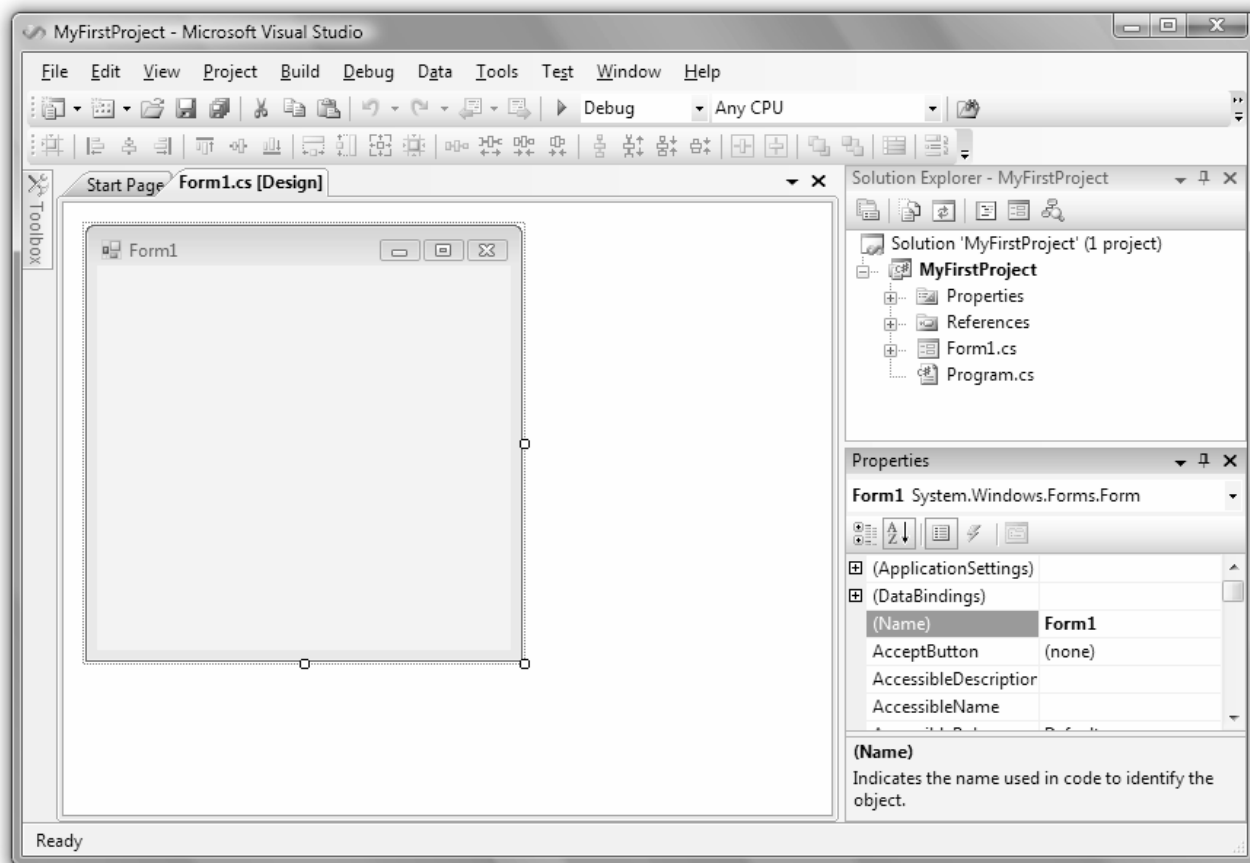 MyFirstProject - Microsoft Visual Studio
File Edit View Project Build Debug Data Tools Test Window Help
Debug Any CPU
Toolbox
Start Page Form1.cs [Design]
Form1
Solution Explorer - MyFirstProject
Solution 'MyFirstProject' (1 project)
MyFirstProject
Properties
References
Form1.cs
Program.cs
Properties
Form1 System.Windows.Forms.Form
(ApplicationSettings)
(DataBindings)
(Name) Form1
AcceptButton (none)
AccessibleDescription
AccessibleName
(Name)
Indicates the name used in code to identify the
object.
Ready